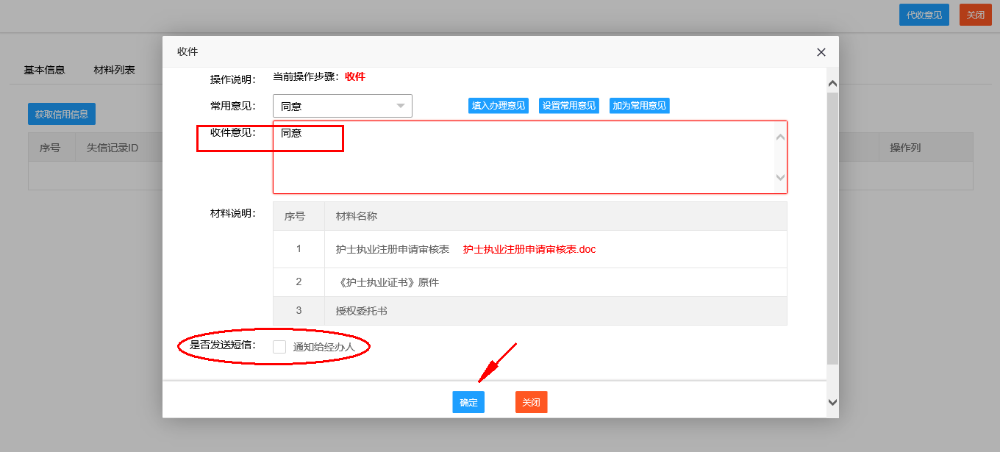 代收意见 关闭
收件
基本信息 材料列表
操作说明： 当前操作步骤：收件
常用意见： 同意 填入办理意见 设置常用意见 加为常用意见
获取信用信息
收件意见： 同意
序号 失信记录ID 操作列
材料说明： 序号 材料名称
1 护士执业注册申请审核表 护士执业注册申请审核表.doc
2 《护士执业证书》原件
3 授权委托书
是否发送短信： 通知给经办人
确定 关闭